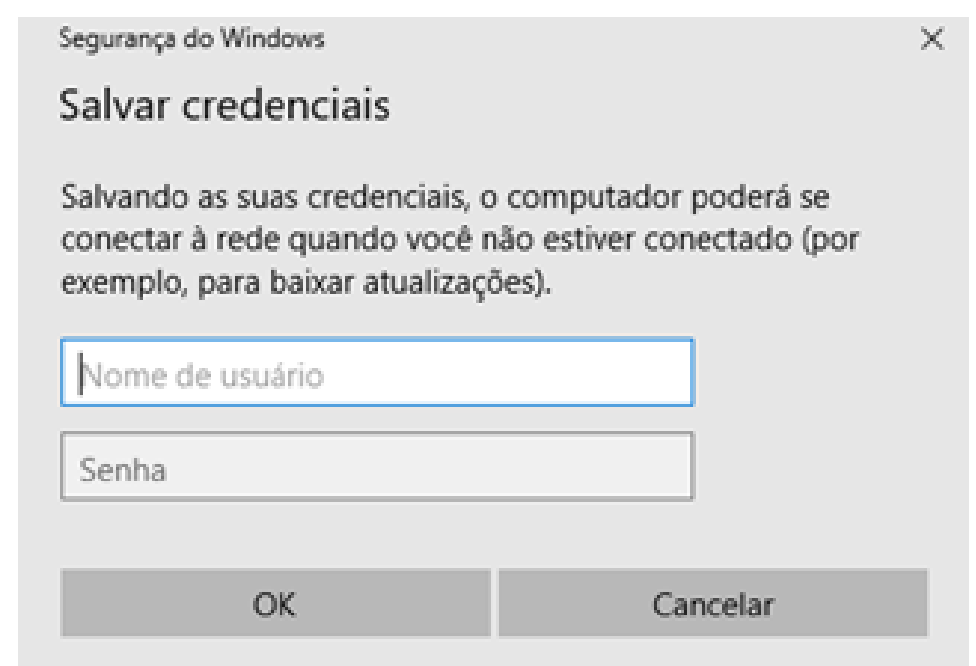 Segurança do Windows
Salvar credenciais
Salvando as suas credenciais, o computador poderá se
conectar à rede quando você não estiver conectado (por
exemplo, para baixar atualizações).
Nome de usuário
Senha
OK
Cancelar